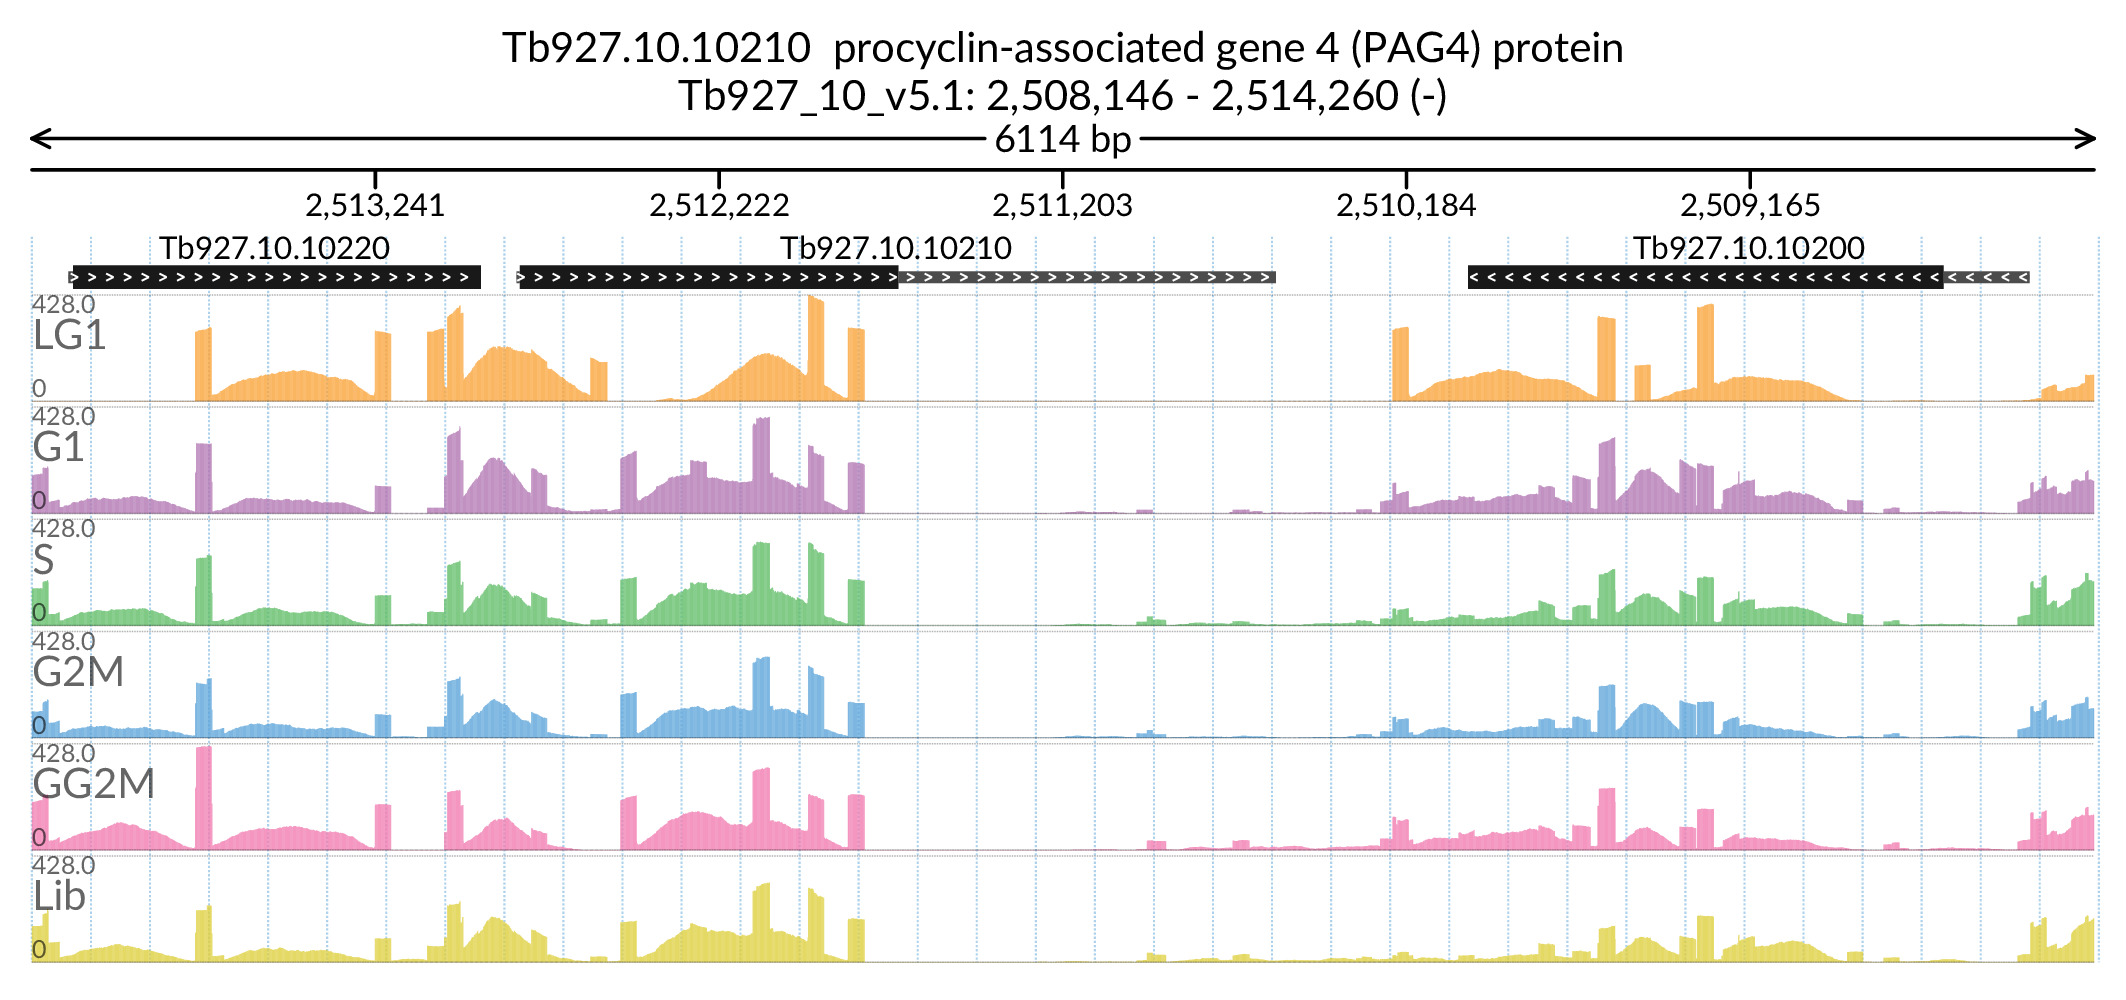 Tb927.10.10210  procyclin-associated gene 4 (PAG4) protein
Tb927_10_v5.1: 2,508,146 - 2,514,260 (-)
6114 bp
2,513,241 2,512,222 2,511,203 2,510,184 2,509,165
Tb927.10.10220 Tb927.10.10210 Tb927.10.10200
428.0
LG1
0
428.0
G1
0
428.0
S
0
428.0
G2M
0
428.0
GG2M
0
428.0
Lib
0